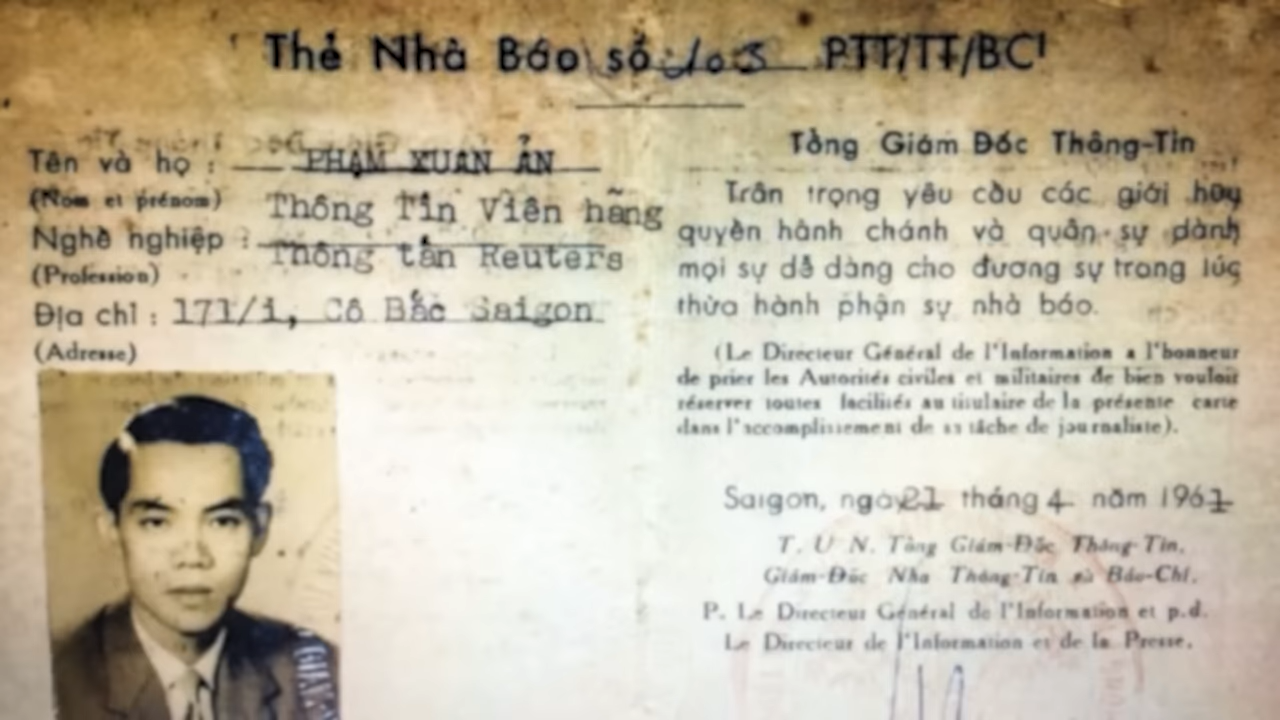 Thẻ Nhà Báo số 103 PTT/TT/BC1
Tên và họ : PHẠM XUAN ẨN
(Nom et prénom)
Nghề nghiệp : Thông Tín Viên hãng
Thông tấn Reuters
(Profession)
Địa chỉ : 171/1, Cô Bắc Saigon
(Adresse)
Tổng Giám Đốc Thông-Tin
Trân trọng yêu cầu các giới hữu
quyền hành chánh và quân sự dành
mọi sự dễ dàng cho đương sự trong lúc
thừa hành phận sự nhà báo.
(Le Directeur Général de l'Information a l'honneur
de prier les Autorités civiles et militaires de bien vouloir
réserver toutes facilités au titulaire de la présente carte
dans l'accomplissement de sa tâche de journaliste).
Saigon, ngày 21 tháng 4 năm 1961
T. U N. Tổng Giám-Đốc Thông-Tin.
Giám-Đốc Nha Thông-Tin và Báo-Chí.
P. Le Directeur Général de l'Information et p.d.
Le Directeur de l'Information et de la Presse.